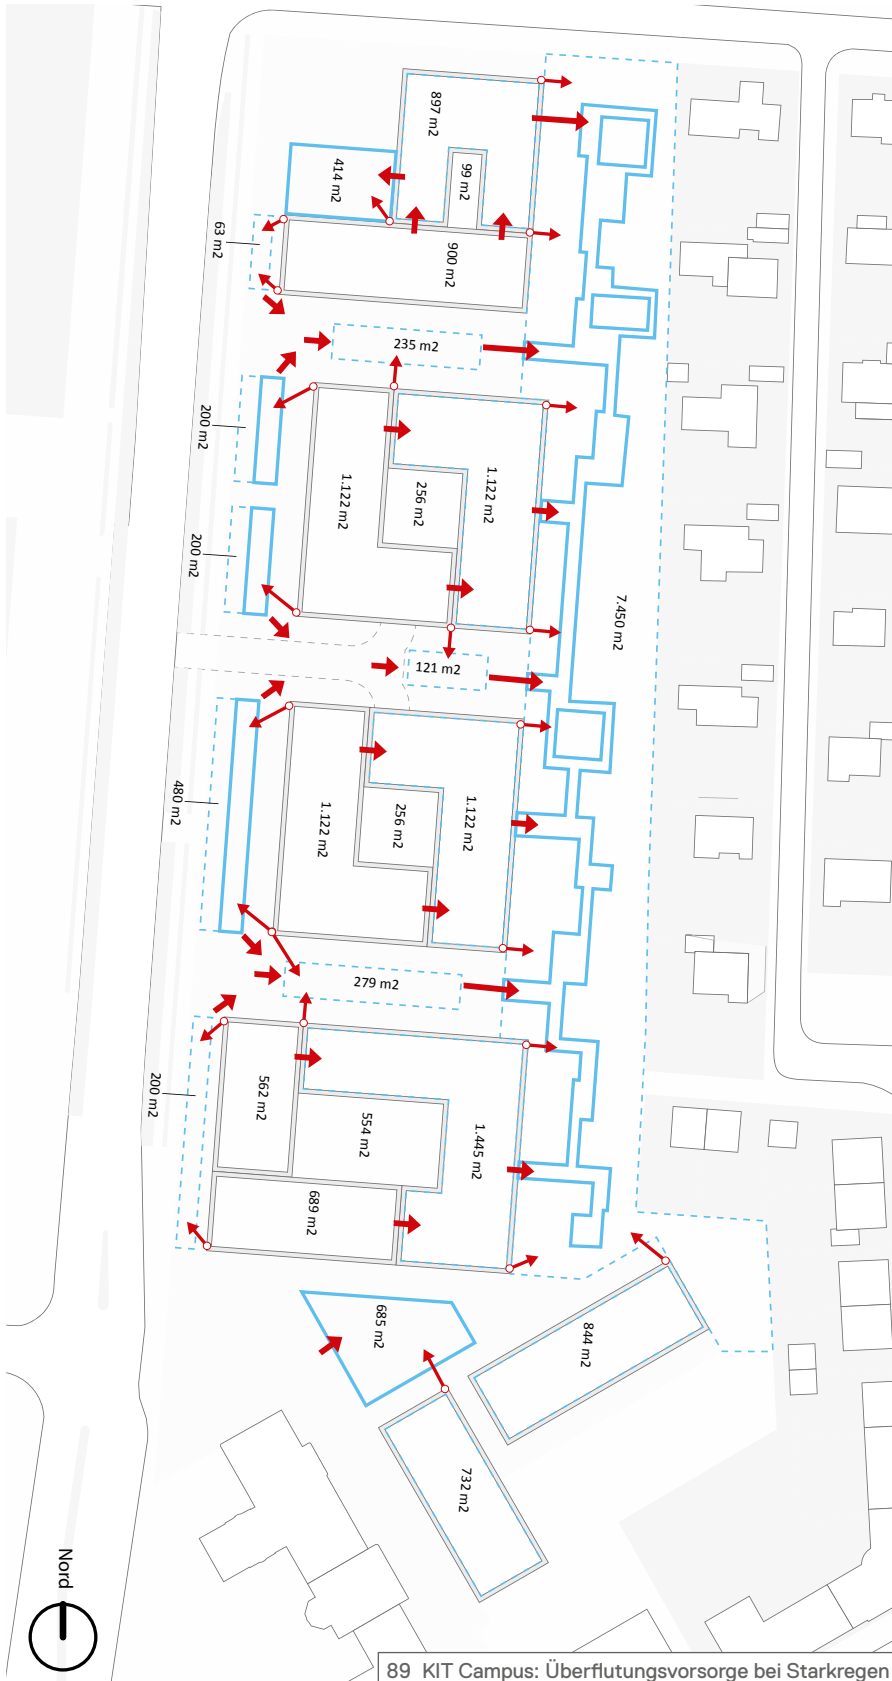 897 m2
99 m2
414 m2
63 m2
900 m2
235 m2
200 m2
1.122 m2
256 m2
1.122 m2
200 m2
7.450 m2
121 m2
480 m2
1.122 m2
256 m2
1.122 m2
279 m2
200 m2
562 m2
554 m2
1.445 m2
689 m2
685 m2
844 m2
732 m2
Nord
89 KIT Campus: Überflutungsvorsorge bei Starkregen